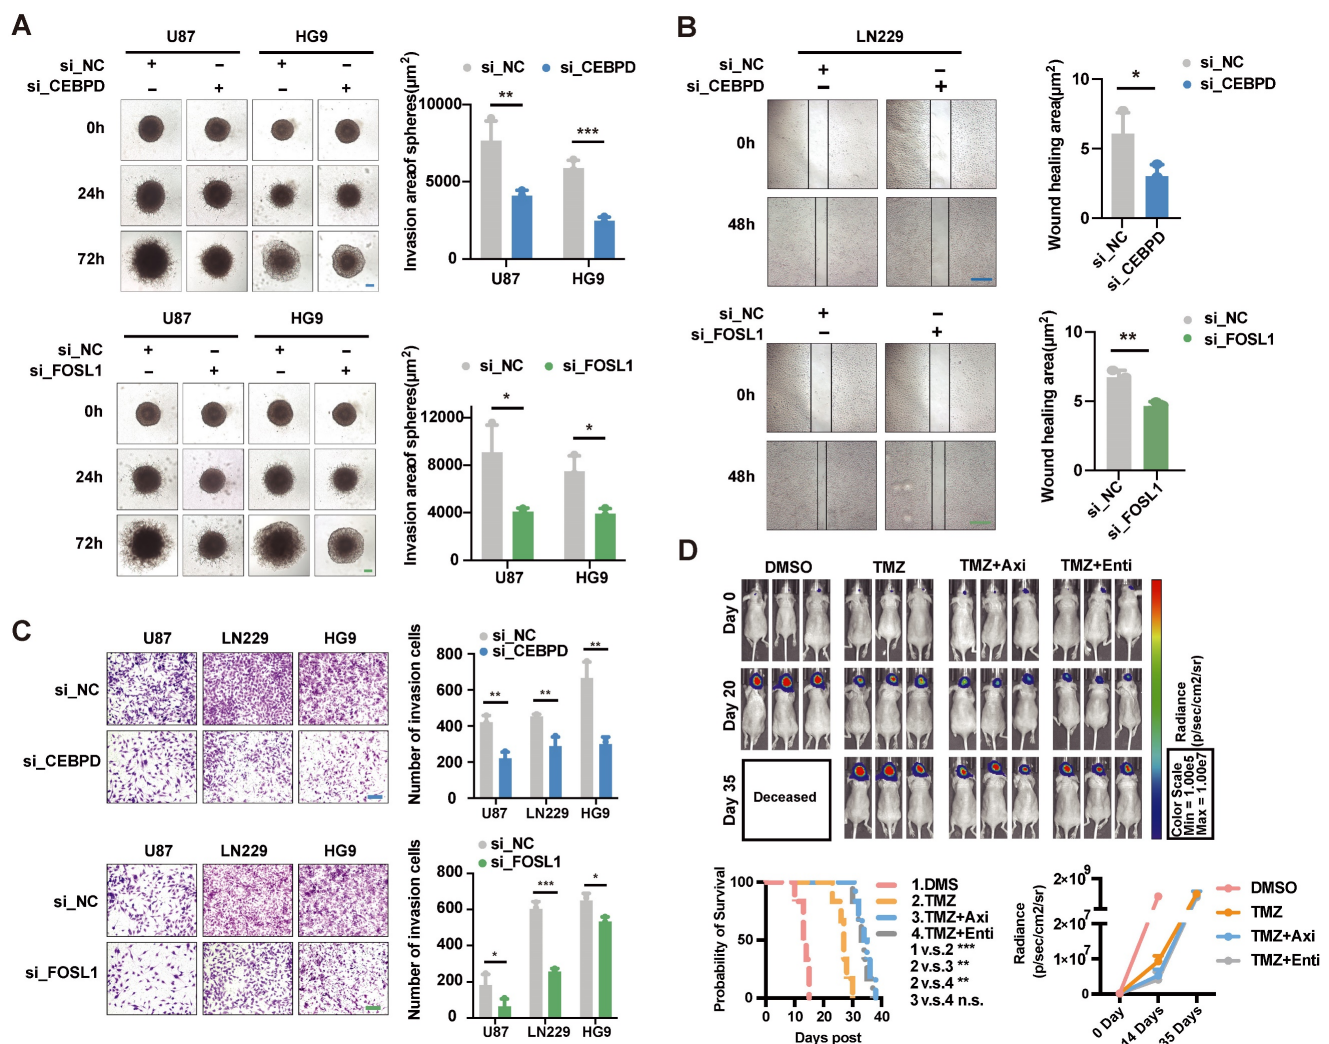 A
U87 HG9
si_NC + – + –
si_CEBPD – + – +
0h
24h
72h
si_NC si_CEBPD
Invasion area of spheres(μm²)
10000
5000
0
** ***
U87 HG9
U87 HG9
si_NC + – + –
si_FOSL1 – + – +
0h
24h
72h
si_NC si_FOSL1
Invasion area of spheres(μm²)
12000
8000
4000
0
* *
U87 HG9
B
LN229
si_NC + –
si_CEBPD – +
0h
48h
si_NC
si_CEBPD
Wound healing area(μm²)
10
5
0
*
si_NC
si_CEBPD
si_NC + –
si_FOSL1 – +
0h
48h
si_NC
si_FOSL1
Wound healing area(μm²)
10
5
0
**
si_NC
si_FOSL1
C
U87 LN229 HG9
si_NC
si_CEBPD
si_NC
si_CEBPD
Number of invasion cells
800
600
400
200
0
** ** **
U87 LN229 HG9
U87 LN229 HG9
si_NC
si_FOSL1
si_NC
si_FOSL1
Number of invasion cells
800
600
400
200
0
* *** *
U87 LN229 HG9
D
DMSO TMZ TMZ+Axi TMZ+Enti
Day 0
Day 20
Day 35
Deceased
Radiance
(p/sec/cm2/sr)
Color Scale
Min = 1.00e5
Max = 1.00e7
Probability of Survival
100
50
0
0 10 20 30 40
Days post
1.DMS
2.TMZ
3.TMZ+Axi
4.TMZ+Enti
1 v.s.2 ***
2 v.s.3 **
2 v.s.4 **
3 v.s.4 n.s.
Radiance
(p/sec/cm2/sr)
2×10⁹
7
2×10⁷
1×10⁷
0
0 Day
14 Days
35 Days
DMSO
TMZ
TMZ+Axi
TMZ+Enti